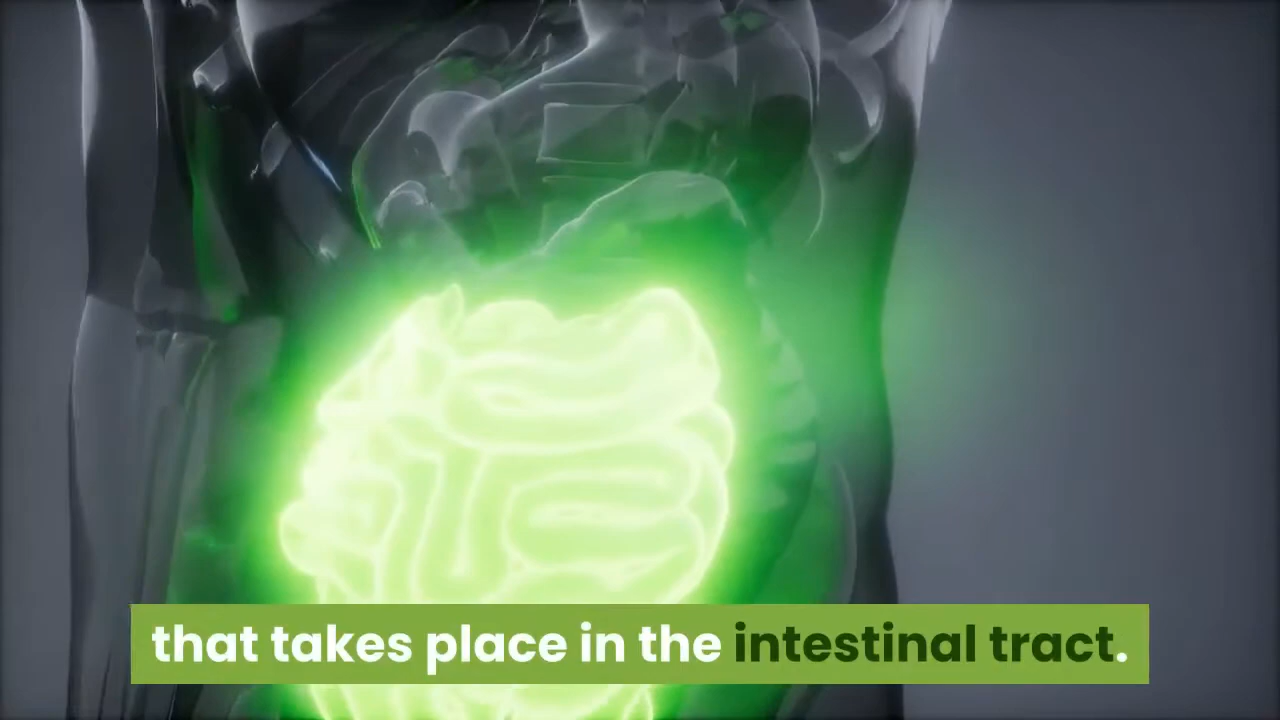 that takes place in the intestinal tract.